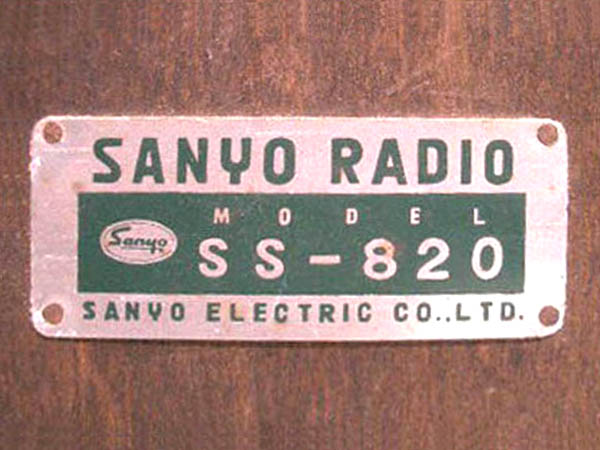 SANYO RADIO
MODEL
Sanyo
SS-820
SANYO ELECTRIC CO.,LTD.